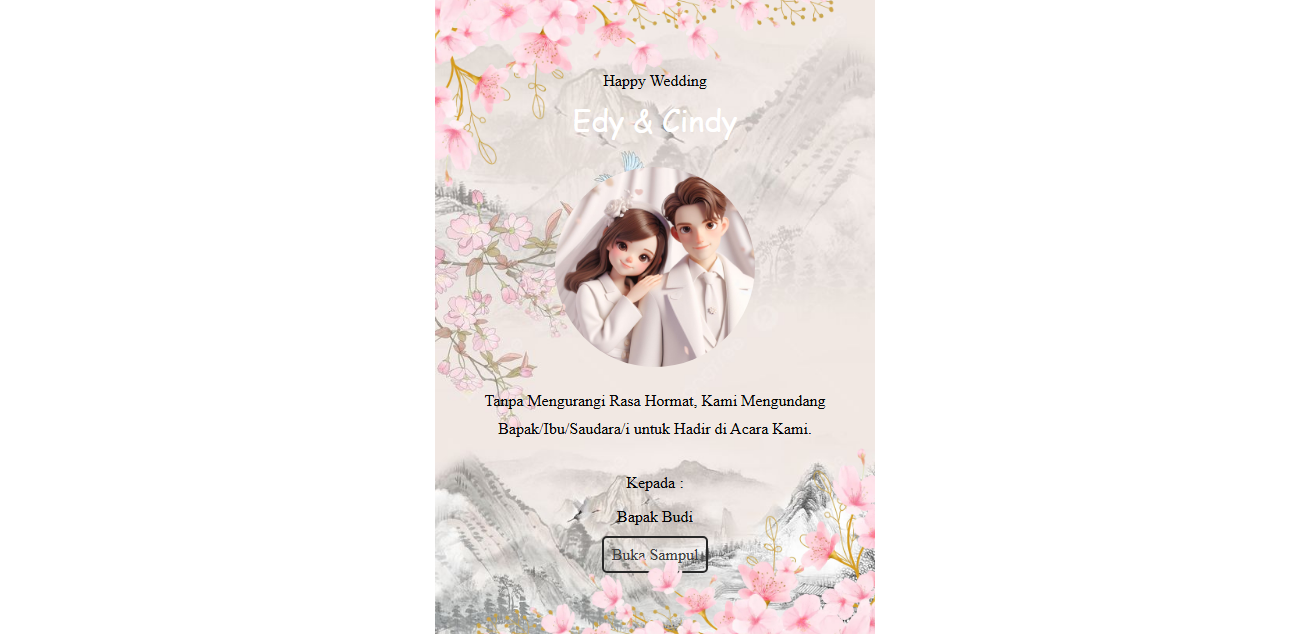 Happy Wedding
Edy & Cindy
Tanpa Mengurangi Rasa Hormat, Kami Mengundang
Bapak/Ibu/Saudara/i untuk Hadir di Acara Kami.
Kepada :
Bapak Budi
Buka Sampul